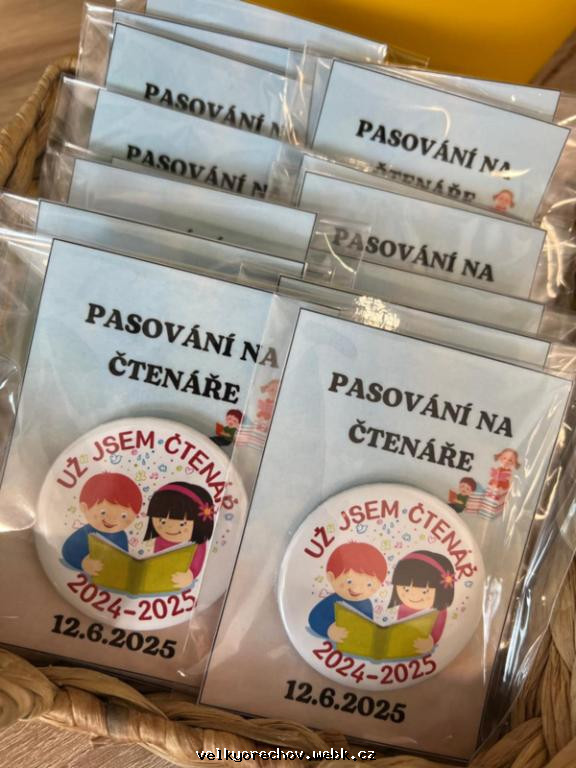 PASOVÁNÍ N
PASOVÁNÍ NA
PASOVÁNÍ NA
ČTENÁŘE
PASOVÁNÍ NA
PASOVÁNÍ NA
ČTENÁŘE
UŽ JSEM ČTENÁŘ
2024-2025
12.6.2025
PASOVÁNÍ NA
ČTENÁŘE
UŽ JSEM ČTENÁŘ
2024-2025
12.6.2025
velkyorechov.webk.cz